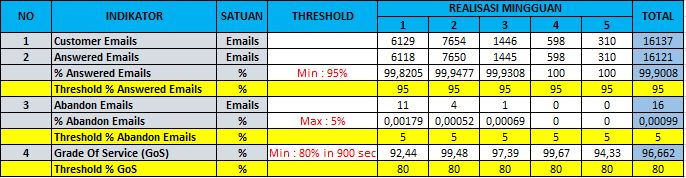 NO INDIKATOR SATUAN THRESHOLD REALISASI MINGGUAN TOTAL
1 2 3 4 5
1 Customer Emails Emails 6129 7654 1446 598 310 16137
2 Answered Emails Emails 6118 7650 1445 598 310 16121
% Answered Emails % Min : 95% 99,8205 99,9477 99,9308 100 100 99,9008
Threshold % Answered Emails % 95 95 95 95 95 95
3 Abandon Emails Emails 11 4 1 0 0 16
% Abandon Emails % Max : 5% 0,00179 0,00052 0,00069 0 0 0,00099
Threshold % Abandon Emails % 5 5 5 5 5 5
4 Grade Of Service (GoS) % Min : 80% in 900 sec 92,44 99,48 97,39 99,67 94,33 96,662
Threshold % GoS % 80 80 80 80 80 80